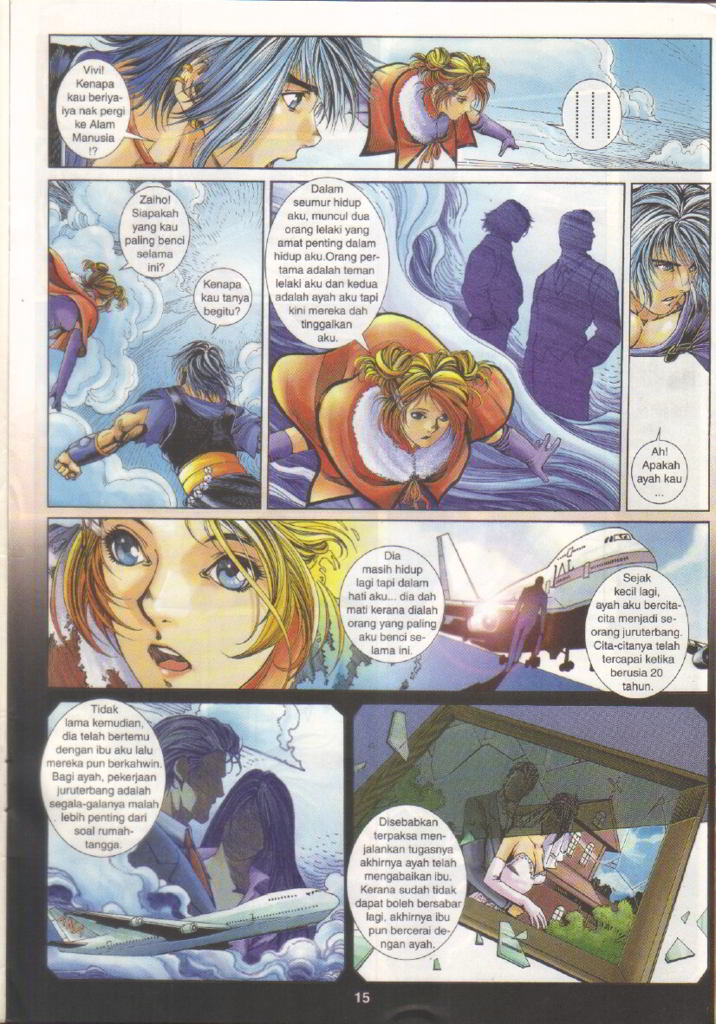 Vivi!
Kenapa
kau beriya-
iya nak pergi
ke Alam
Manusia
!?
Zaiho!
Siapakah
yang kau
paling benci
selama
ini?
Kenapa
kau tanya
begitu?
Dalam
seumur hidup
aku, muncul dua
orang lelaki yang
amat penting dalam
hidup aku.Orang per-
tama adalah teman
lelaki aku dan kedua
adalah ayah aku tapi
kini mereka dah
tinggalkan
aku.
Ah!
Apakah
ayah kau
...
Dia
masih hidup
lagi tapi dalam
hati aku... dia dah
mati kerana dialah
orang yang paling
aku benci se-
lama ini.
Sejak
kecil lagi,
ayah aku bercita-
cita menjadi se-
orang juruterbang.
Cita-citanya telah
tercapai ketika
berusia 20
tahun.
Tidak
lama kemudian,
dia telah bertemu
dengan ibu aku lalu
mereka pun berkahwin.
Bagi ayah, pekerjaan
juruterbang adalah
segala-galanya malah
lebih penting dari
soal rumah-
tangga.
Disebabkan
terpaksa men-
jalankan tugasnya
akhirnya ayah telah
mengabaikan ibu.
Kerana sudah tidak
dapat boleh bersabar
lagi, akhirnya ibu
pun bercerai de-
ngan ayah.
15